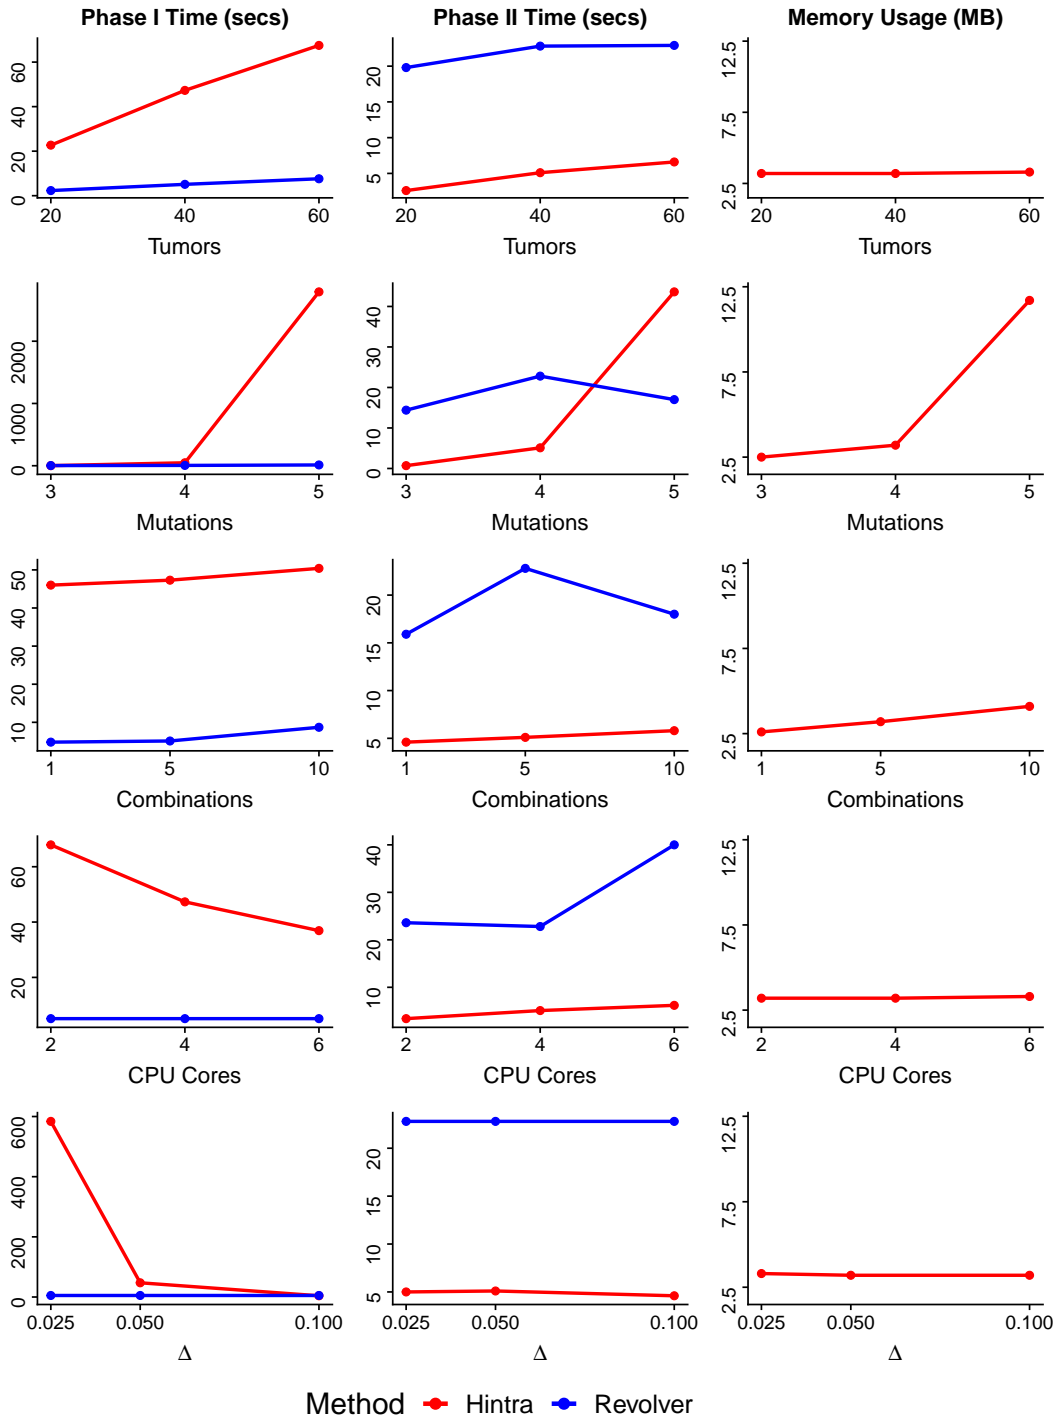 Phase I Time (secs) Phase II Time (secs) Memory Usage (MB)
0 20 40 60
20 40 60
Tumors
5 10 15 20
20 40 60
Tumors
2.5 7.5 12.5
20 40 60
Tumors
0 1000 2000
3 4 5
Mutations
0 10 20 30 40
3 4 5
Mutations
2.5 7.5 12.5
3 4 5
Mutations
10 20 30 40 50
1 5 10
Combinations
5 10 15 20
1 5 10
Combinations
2.5 7.5 12.5
1 5 10
Combinations
20 40 60
2 4 6
CPU Cores
10 20 30 40
2 4 6
CPU Cores
2.5 7.5 12.5
2 4 6
CPU Cores
0 200 400 600
0.025 0.050 0.100
Δ
5 10 15 20
0.025 0.050 0.100
Δ
2.5 7.5 12.5
0.025 0.050 0.100
Δ
Method Hintra Revolver